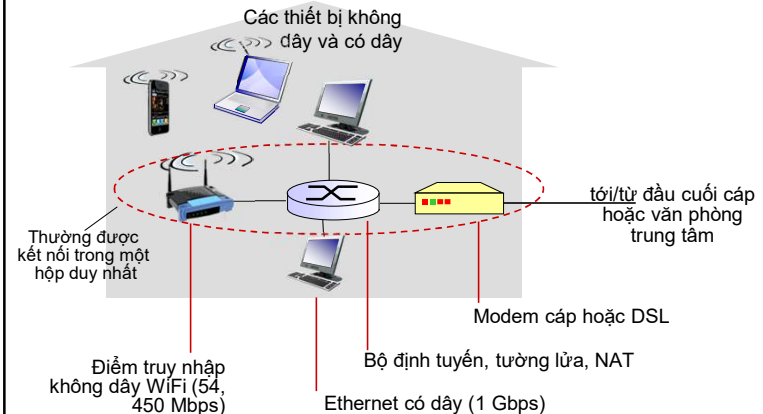 Các thiết bị không
dây và có dây
tới/từ đầu cuối cáp
hoặc văn phòng
trung tâm
Thường được
kết nối trong một
hộp duy nhất
Modem cáp hoặc DSL
Bộ định tuyến, tường lửa, NAT
Điểm truy nhập
không dây WiFi (54,
450 Mbps)
Ethernet có dây (1 Gbps)